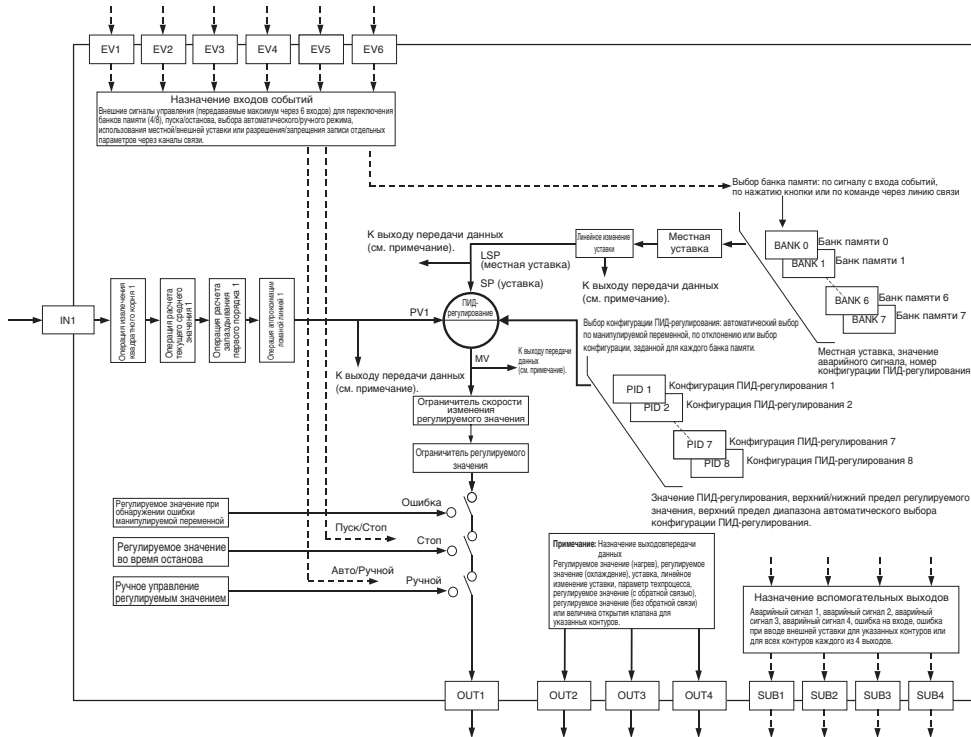 EV1 EV2 EV3 EV4 EV5 EV6
Назначение входов событий
Внешние сигналы управления (передаваемые максимум через 6 входов) для переключения
банков памяти (4/8), пуска/останова, выбора автоматического/ручного режима,
использования местной/внешней уставки или разрешения/запрещения записи отдельных
параметров через каналы связи.
Выбор банка памяти: по сигналу с входа событий,
по нажатию кнопки или по команде через линию связи
BANK 0
Банк памяти 0
BANK 1
Банк памяти 1
BANK 6
Банк памяти 6
BANK 7
Банк памяти 7
Местная уставка, значение
аварийного сигнала, номер
конфигурации ПИД-регулирования
Местная
уставка
Линейное изменение
уставки
К выходу передачи данных
(см. примечание).
К выходу передачи данных
(см. примечание).
LSP
(местная уставка)
SP (уставка)
IN1
Операция извлечения
квадратного корня 1
Операция расчета
текущего среднего
значения 1
Операция расчета
запаздывания
первого порядка 1
Операция аппроксимации
ломаной линией 1
PV1
ПИД-
регулирование
К выходу передачи данных
(см. примечание).
MV
К выходу передачи
данных
(см. примечание).
Выбор конфигурации ПИД-регулирования: автоматический выбор
по манипулируемой переменной, по отклонению или выбор
конфигурации, заданной для каждого банка памяти.
PID 1
Конфигурация ПИД-регулирования 1
PID 2
Конфигурация ПИД-регулирования 2
PID 7
Конфигурация ПИД-регулирования 7
PID 8
Конфигурация ПИД-регулирования 8
Значение ПИД-регулирования, верхний/нижний предел регулируемого
значения, верхний предел диапазона автоматического выбора
конфигурации ПИД-регулирования.
Ограничитель скорости
изменения
регулируемого значения
Ограничитель регулируемого
значения
Регулируемое значение при
обнаружении ошибки
манипулируемой переменной
Ошибка
Пуск/Стоп
Регулируемое значение
во время останова
Стоп
Авто/Ручной
Ручное управление
регулируемым значением
Ручной
Примечание: Назначение выходовпередачи
данных
Регулируемое значение (нагрев), регулируемое
значение (охлаждение), уставка, линейное
изменение уставки, параметр техпроцесса,
регулируемое значение (с обратной связью),
регулируемое значение (без обратной связи)
или величина открытия клапана для
указанных контуров.
Назначение вспомогательных выходов
Аварийный сигнал 1, аварийный сигнал 2, аварийный
сигнал 3, аварийный сигнал 4, ошибка на входе, ошибка
при вводе внешней уставки для указанных контуров или
для всех контуров каждого из 4 выходов.
OUT1 OUT2 OUT3 OUT4 SUB1 SUB2 SUB3 SUB4